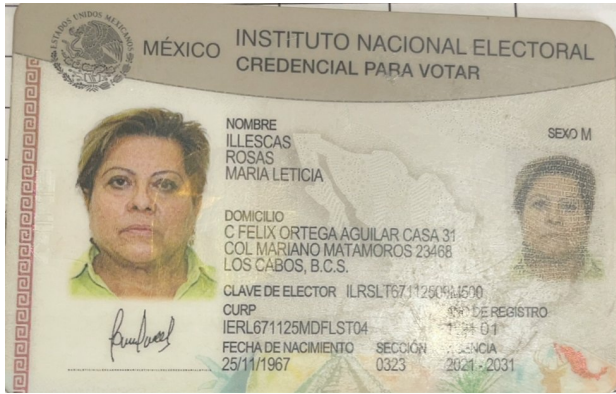 ESTADOS UNIDOS MEXICANOS
MÉXICO INSTITUTO NACIONAL ELECTORAL
CREDENCIAL PARA VOTAR
NOMBRE
SEXO M
ILLESCAS
ROSAS
MARIA LETICIA
DOMICILIO
C FELIX ORTEGA AGUILAR CASA 31
COL MARIANO MATAMOROS 23468
LOS CABOS, B.C.S.
CLAVE DE ELECTOR
CURP DE REGISTRO
IERL671125MDFLST04
FECHA DE NACIMIENTO SECCIÓN
25/11/1967 0323 2021 - 2031